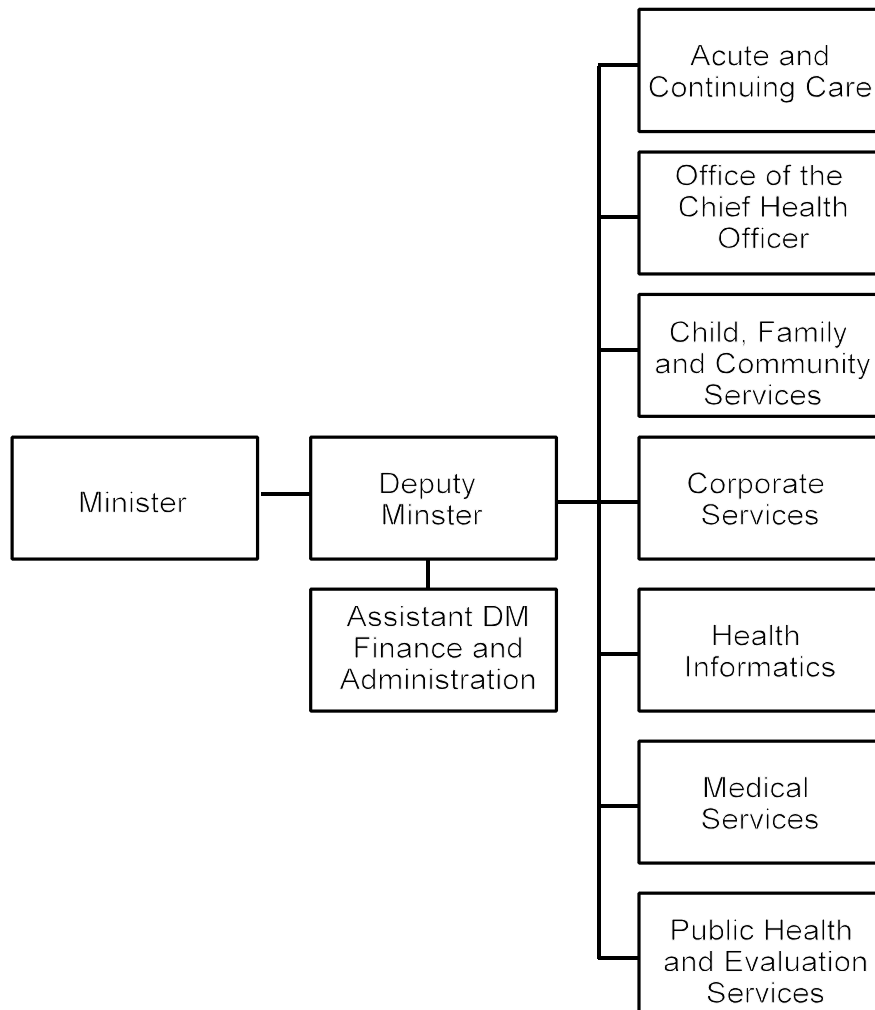 Acute and
Continuing Care
Office of the
Chief Health
Officer
Child, Family
and Community
Services
Minister
Deputy
Minster
Corporate
Services
Assistant DM
Finance and
Administration
Health
Informatics
Medical
Services
Public Health
and Evaluation
Services